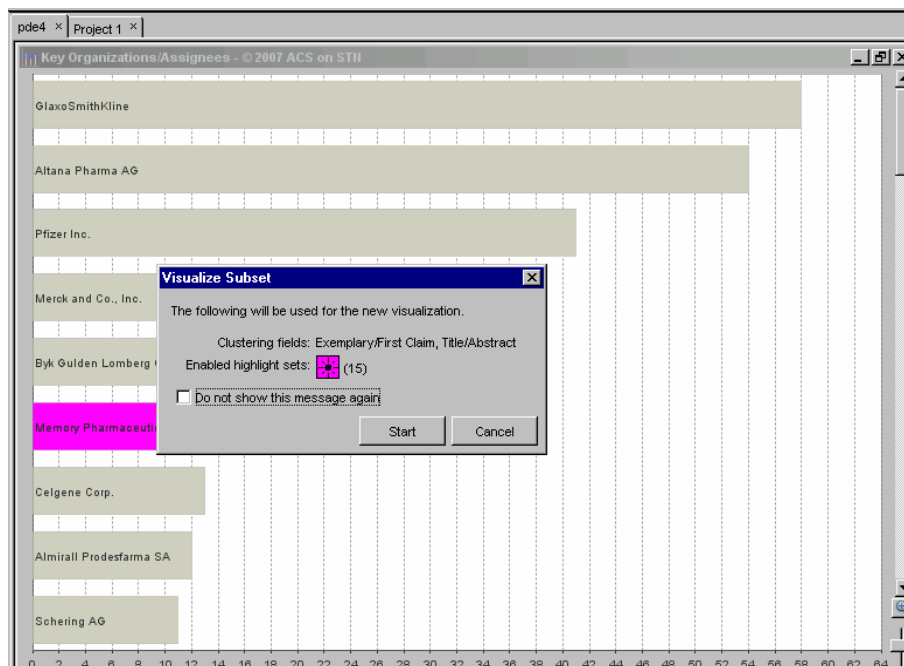 pde4 × Project 1 ×
Key Organizations/Assignees - © 2007 ACS on STN
GlaxoSmithKline
Altana Pharma AG
Pfizer Inc.
Visualize Subset
Merck and Co., Inc.
The following will be used for the new visualization.
Clustering fields: Exemplary/First Claim, Title/Abstract
Byk Gulden Lomberg
Enabled highlight sets: (15)
Do not show this message again
Memory Pharmaceuti
Start Cancel
Celgene Corp.
Almirall Prodesfarma SA
Schering AG
0 2 4 6 8 10 12 14 16 18 20 22 24 26 28 30 32 34 36 38 40 42 44 46 48 50 52 54 56 58 60 62 64